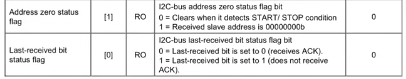 Address zero status flag
[1]
RO
I2C-bus address zero status flag bit
0 = Clears when it detects START/ STOP condition
1 = Received slave address is 00000000b
0
Last-received bit status flag
[0]
RO
I2C-bus last-received bit status flag bit
0 = Last-received bit is set to 0 (receives ACK).
1 = Last-received bit is set to 1 (does not receive ACK).
0